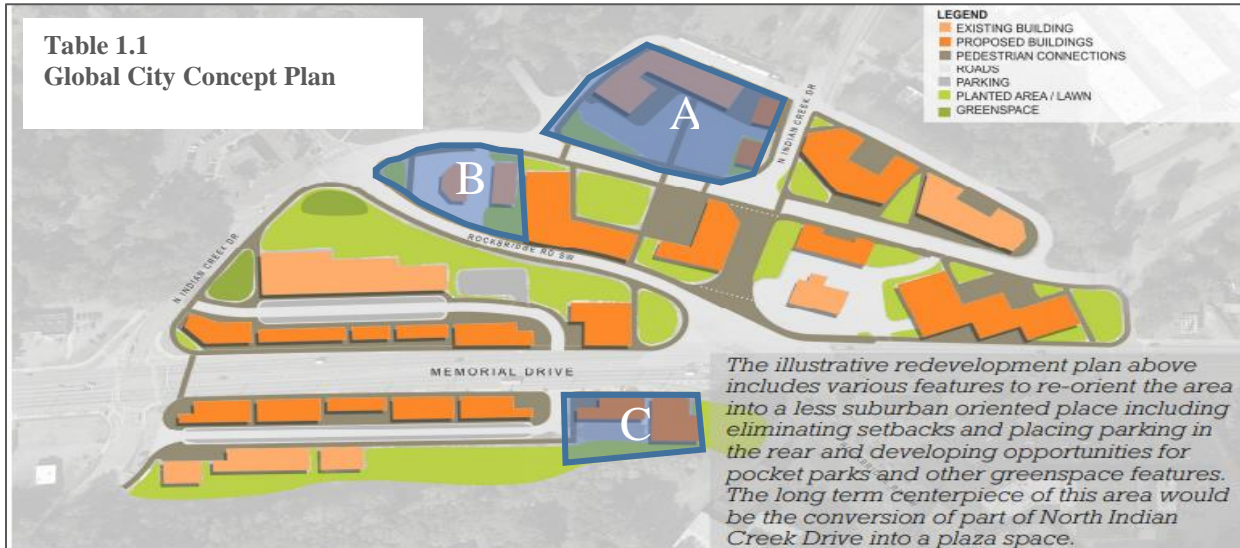 Table 1.1
Global City Concept Plan
LEGEND
EXISTING BUILDING
PROPOSED BUILDINGS
PEDESTRIAN CONNECTIONS
ROADS
PARKING
PLANTED AREA / LAWN
GREENSPACE
A
N INDIAN CREEK DR
B
ROCKBRIDGE RD SW
N INDIAN CREEK DR
MEMORIAL DRIVE
C
The illustrative redevelopment plan above
includes various features to re-orient the area
into a less suburban oriented place including
eliminating setbacks and placing parking in
the rear and developing opportunities for
pocket parks and other greenspace features.
The long term centerpiece of this area would
be the conversion of part of North Indian
Creek Drive into a plaza space.